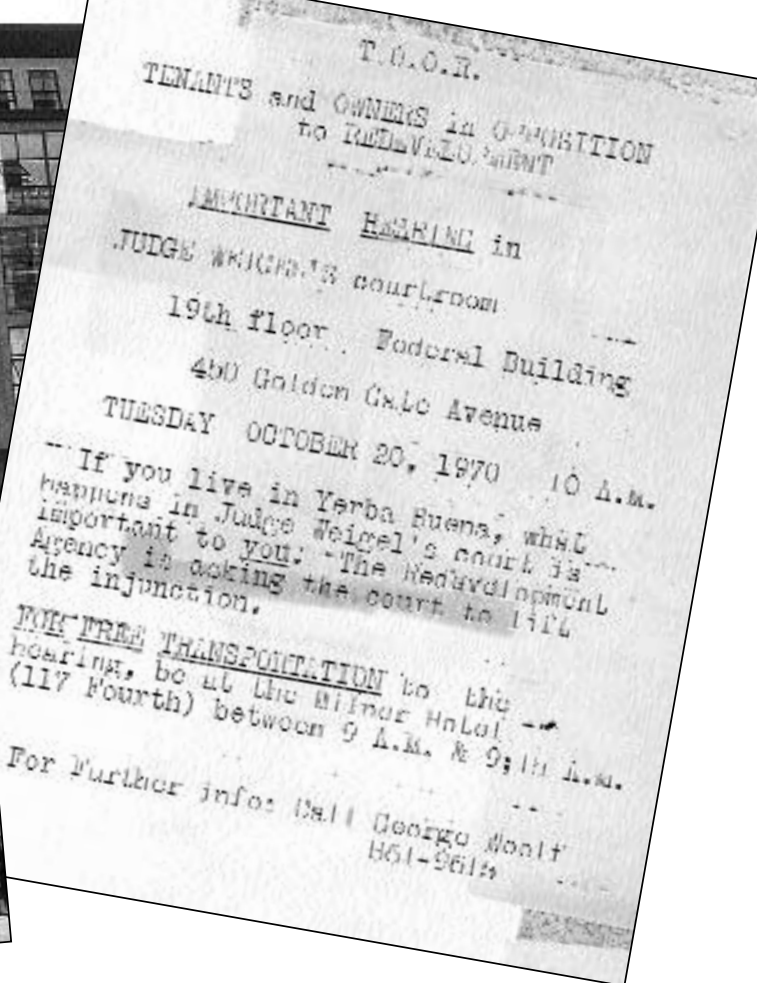 T.O.O.R.
TENANTS and OWNERS in OPPOSITION
to REDEVELOPMENT
IMPORTANT HEARING in
JUDGE WEIGEL'S courtroom
19th floor Federal Building
450 Golden Gate Avenue
TUESDAY OCTOBER 20, 1970 10 A.M.
If you live in Yerba Buena, what
happens in Judge Weigel's court is
important to you: The Redevelopment
Agency is asking the court to lift
the injunction.
FOR FREE TRANSPORTATION to the
hearing, be at the Milner Hotel
(117 Fourth) between 9 A.M. & 9:15 A.M.
For Further info: Call George Woolf